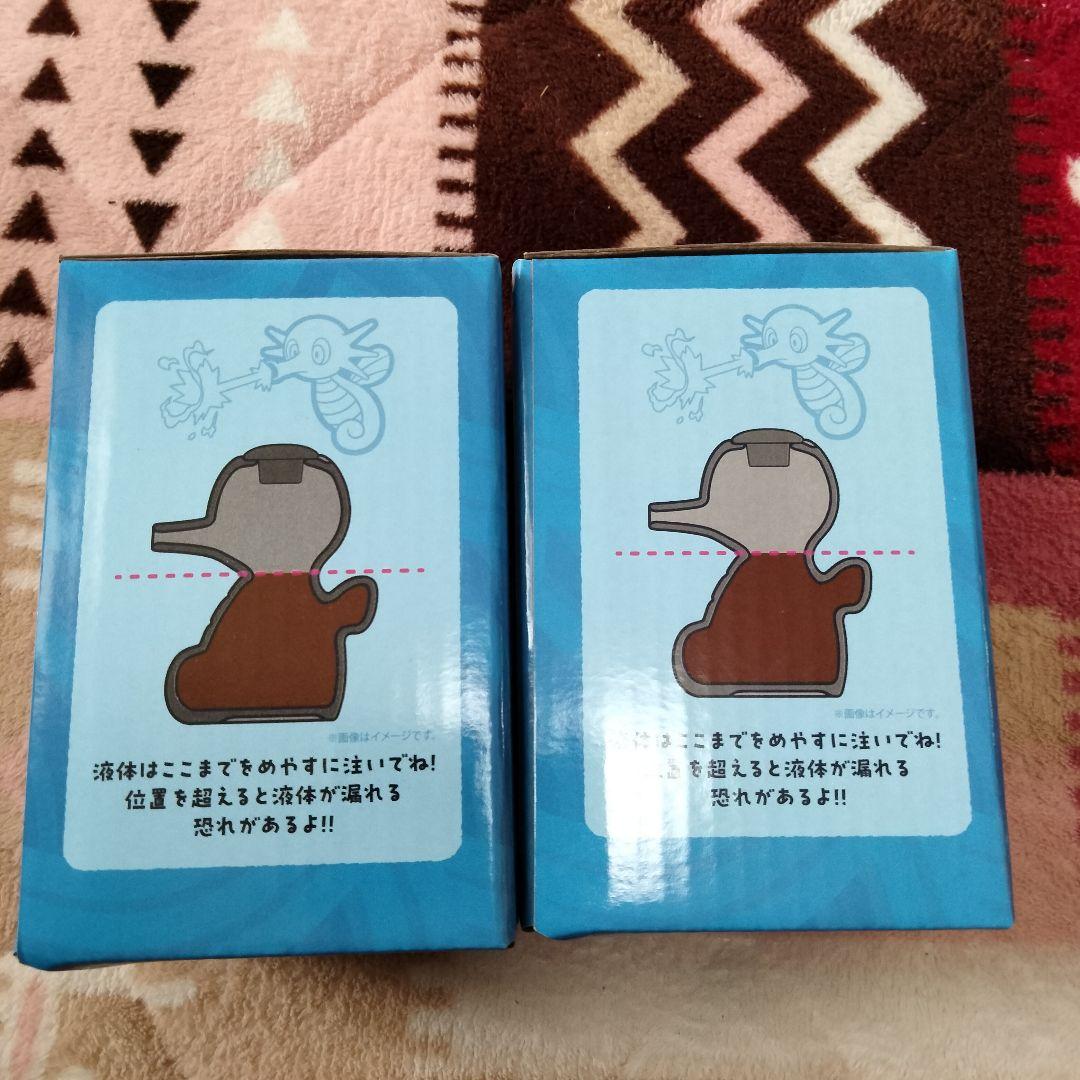 ※画像はイメージです。
液体はここまでをめやすに注いでね!
位置を超えると液体が漏れる
恐れがあるよ!!
※画像はイメージです。
体はここまでをめやすに注いでね!
置を超えると液体が漏れる
恐れがあるよ!!